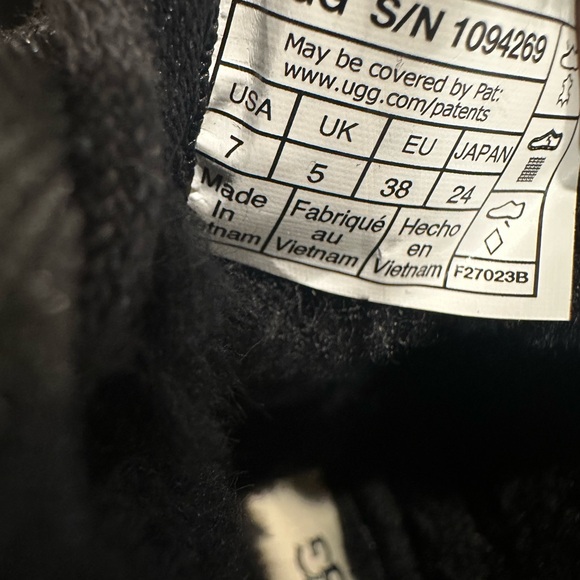 S/N 1094269
May be covered by Pat:
www.ugg.com/patents
USA UK EU JAPAN
7 5 38 24
Made Fabriqué Hecho
In au en
Vietnam Vietnam
F27023B